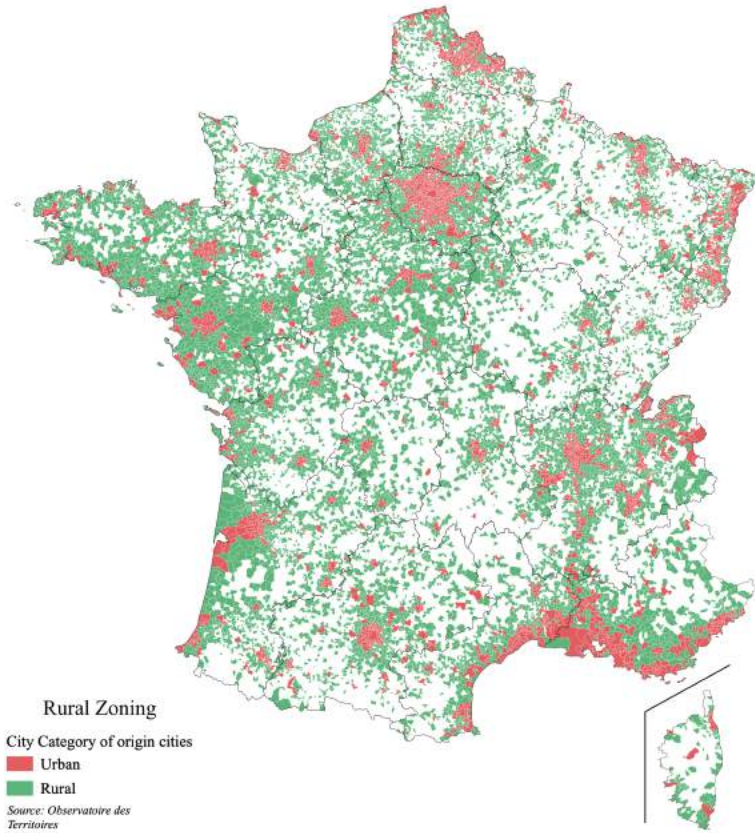 Rural Zoning
City Category of origin cities
Urban
Rural
Source: Observatoire des
Territoires